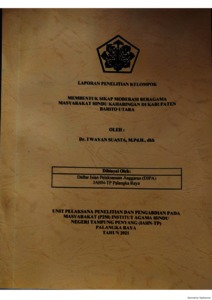 LAPORAN PENELITIAN KELOMPOK
MEMBENTUK SIKAP MODERASI BERAGAMA
MASYARAKAT HINDU KAHARINGAN DI KABUPATEN
BARITO UTARA
OLEH :
Dr. I WAYAN SUASTA, M.Pd.H., dkk
Dibiayai Oleh:
Daftar Isian Pelaksanaan Anggaran (DIPA)
IAHN-TP Palangka Raya
UNIT PELAKSANA PENELITIAN DAN PENGABDIAN PADA
MASYARAKAT (P2M) INSTITUT AGAMA HINDU
NEGERI TAMPUNG PENYANG (IAHN-TP)
PALANGKA RAYA
TAHUN 2021